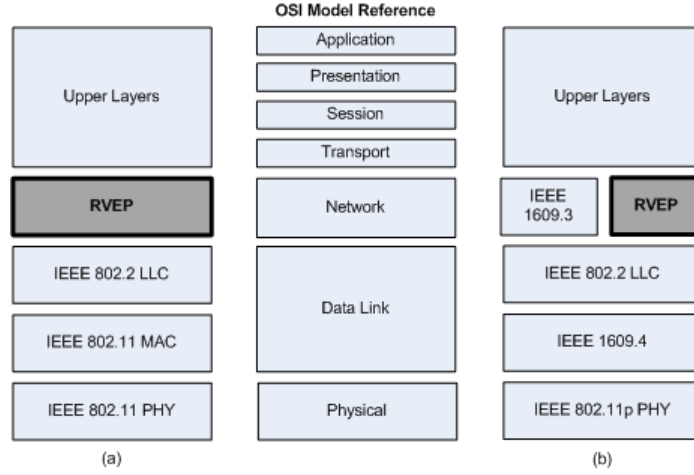 OSI Model Reference
Upper Layers
RVEP
IEEE 802.2 LLC
IEEE 802.11 MAC
IEEE 802.11 PHY
(a)
Application
Presentation
Session
Transport
Network
Data Link
Physical
Upper Layers
IEEE
1609.3
RVEP
IEEE 802.2 LLC
IEEE 1609.4
IEEE 802.11p PHY
(b)